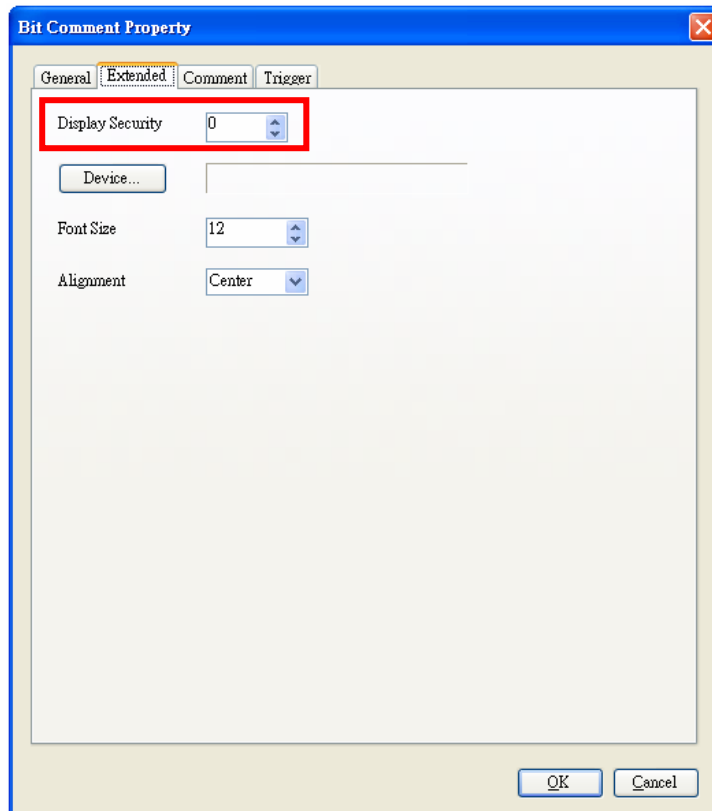 Bit Comment Property
General Extended Comment Trigger
Display Security 0
Device...
Font Size 12
Alignment Center
OK Cancel